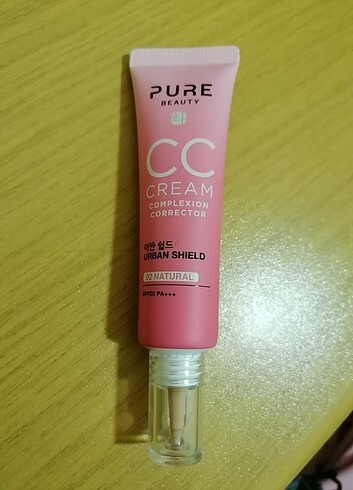 PURE
BEAUTY
CC
CREAM
COMPLEXION
CORRECTOR
어반 쉴드
URBAN SHIELD
02 NATURAL
SPF50 PA+++